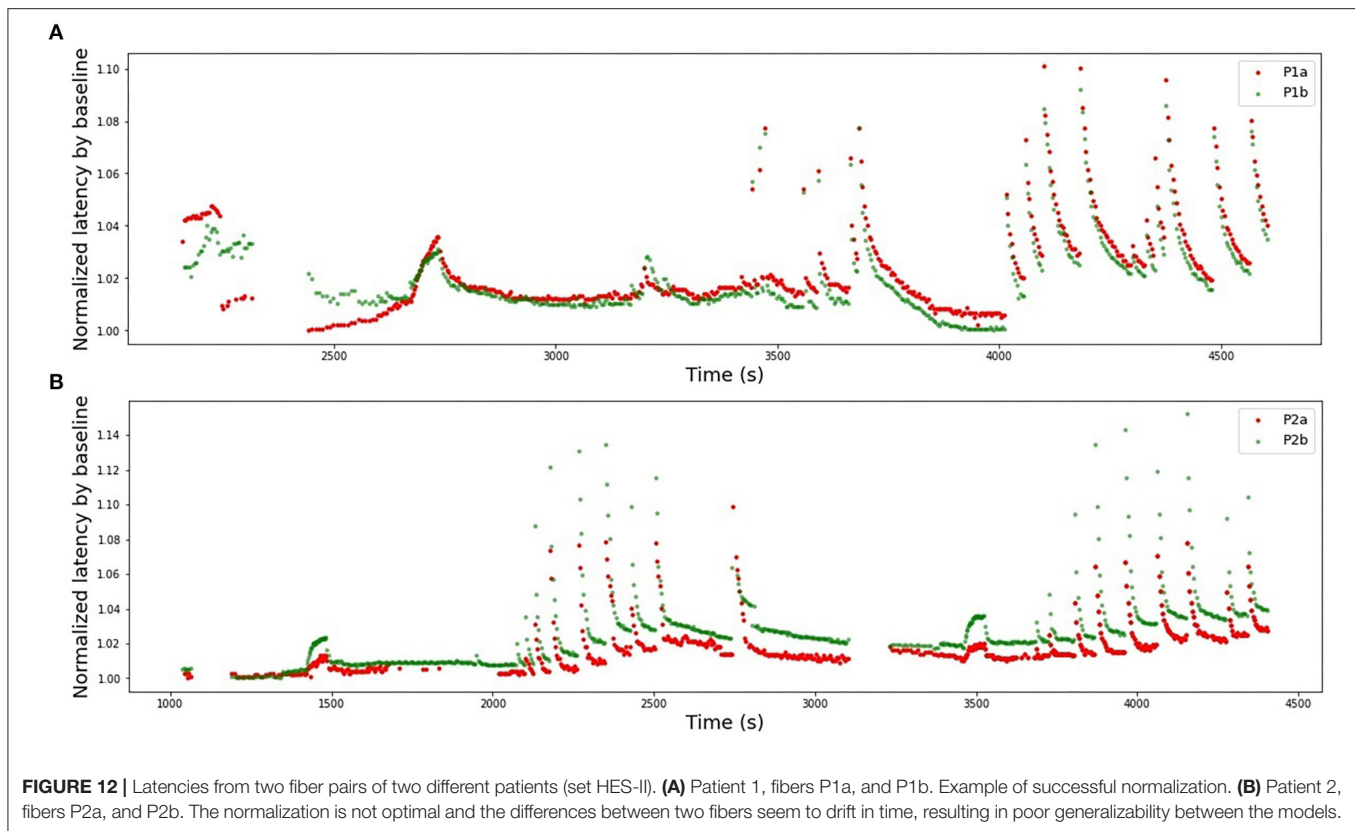 A
Normalized latency by baseline
1.10
1.08
1.06
1.04
1.02
1.00
P1a
P1b
2500 3000 3500 4000 4500
Time (s)
B
Normalized latency by baseline
1.14
1.12
1.10
1.08
1.06
1.04
1.02
1.00
P2a
P2b
1000 1500 2000 2500 3000 3500 4000 4500
Time (s)
FIGURE 12 | Latencies from two fiber pairs of two different patients (set HES-II). (A) Patient 1, fibers P1a, and P1b. Example of successful normalization. (B) Patient 2,
fibers P2a, and P2b. The normalization is not optimal and the differences between two fibers seem to drift in time, resulting in poor generalizability between the models.